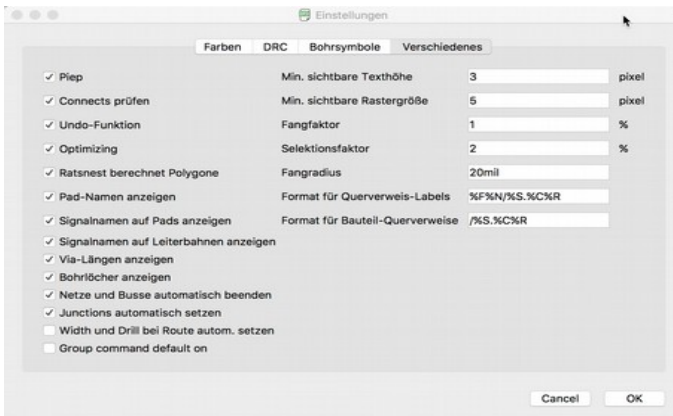 Einstellungen
Farben DRC Bohrsymbole Verschiedenes
Piep Min. sichtbare Texthöhe 3 pixel
Connects prüfen Min. sichtbare Rastergröße 5 pixel
Undo-Funktion Fangfaktor 1 %
Optimizing Selektionsfaktor 2 %
Ratsnest berechnet Polygone Fangradius 20mil
Pad-Namen anzeigen Format für Querverweis-Labels %F%N/%S.%C%R
Signalnamen auf Pads anzeigen Format für Bauteil-Querverweise /%S.%C%R
Signalnamen auf Leiterbahnen anzeigen
Via-Längen anzeigen
Bohrlöcher anzeigen
Netze und Busse automatisch beenden
Junctions automatisch setzen
Width und Drill bei Route autom. setzen
Group command default on
Cancel OK